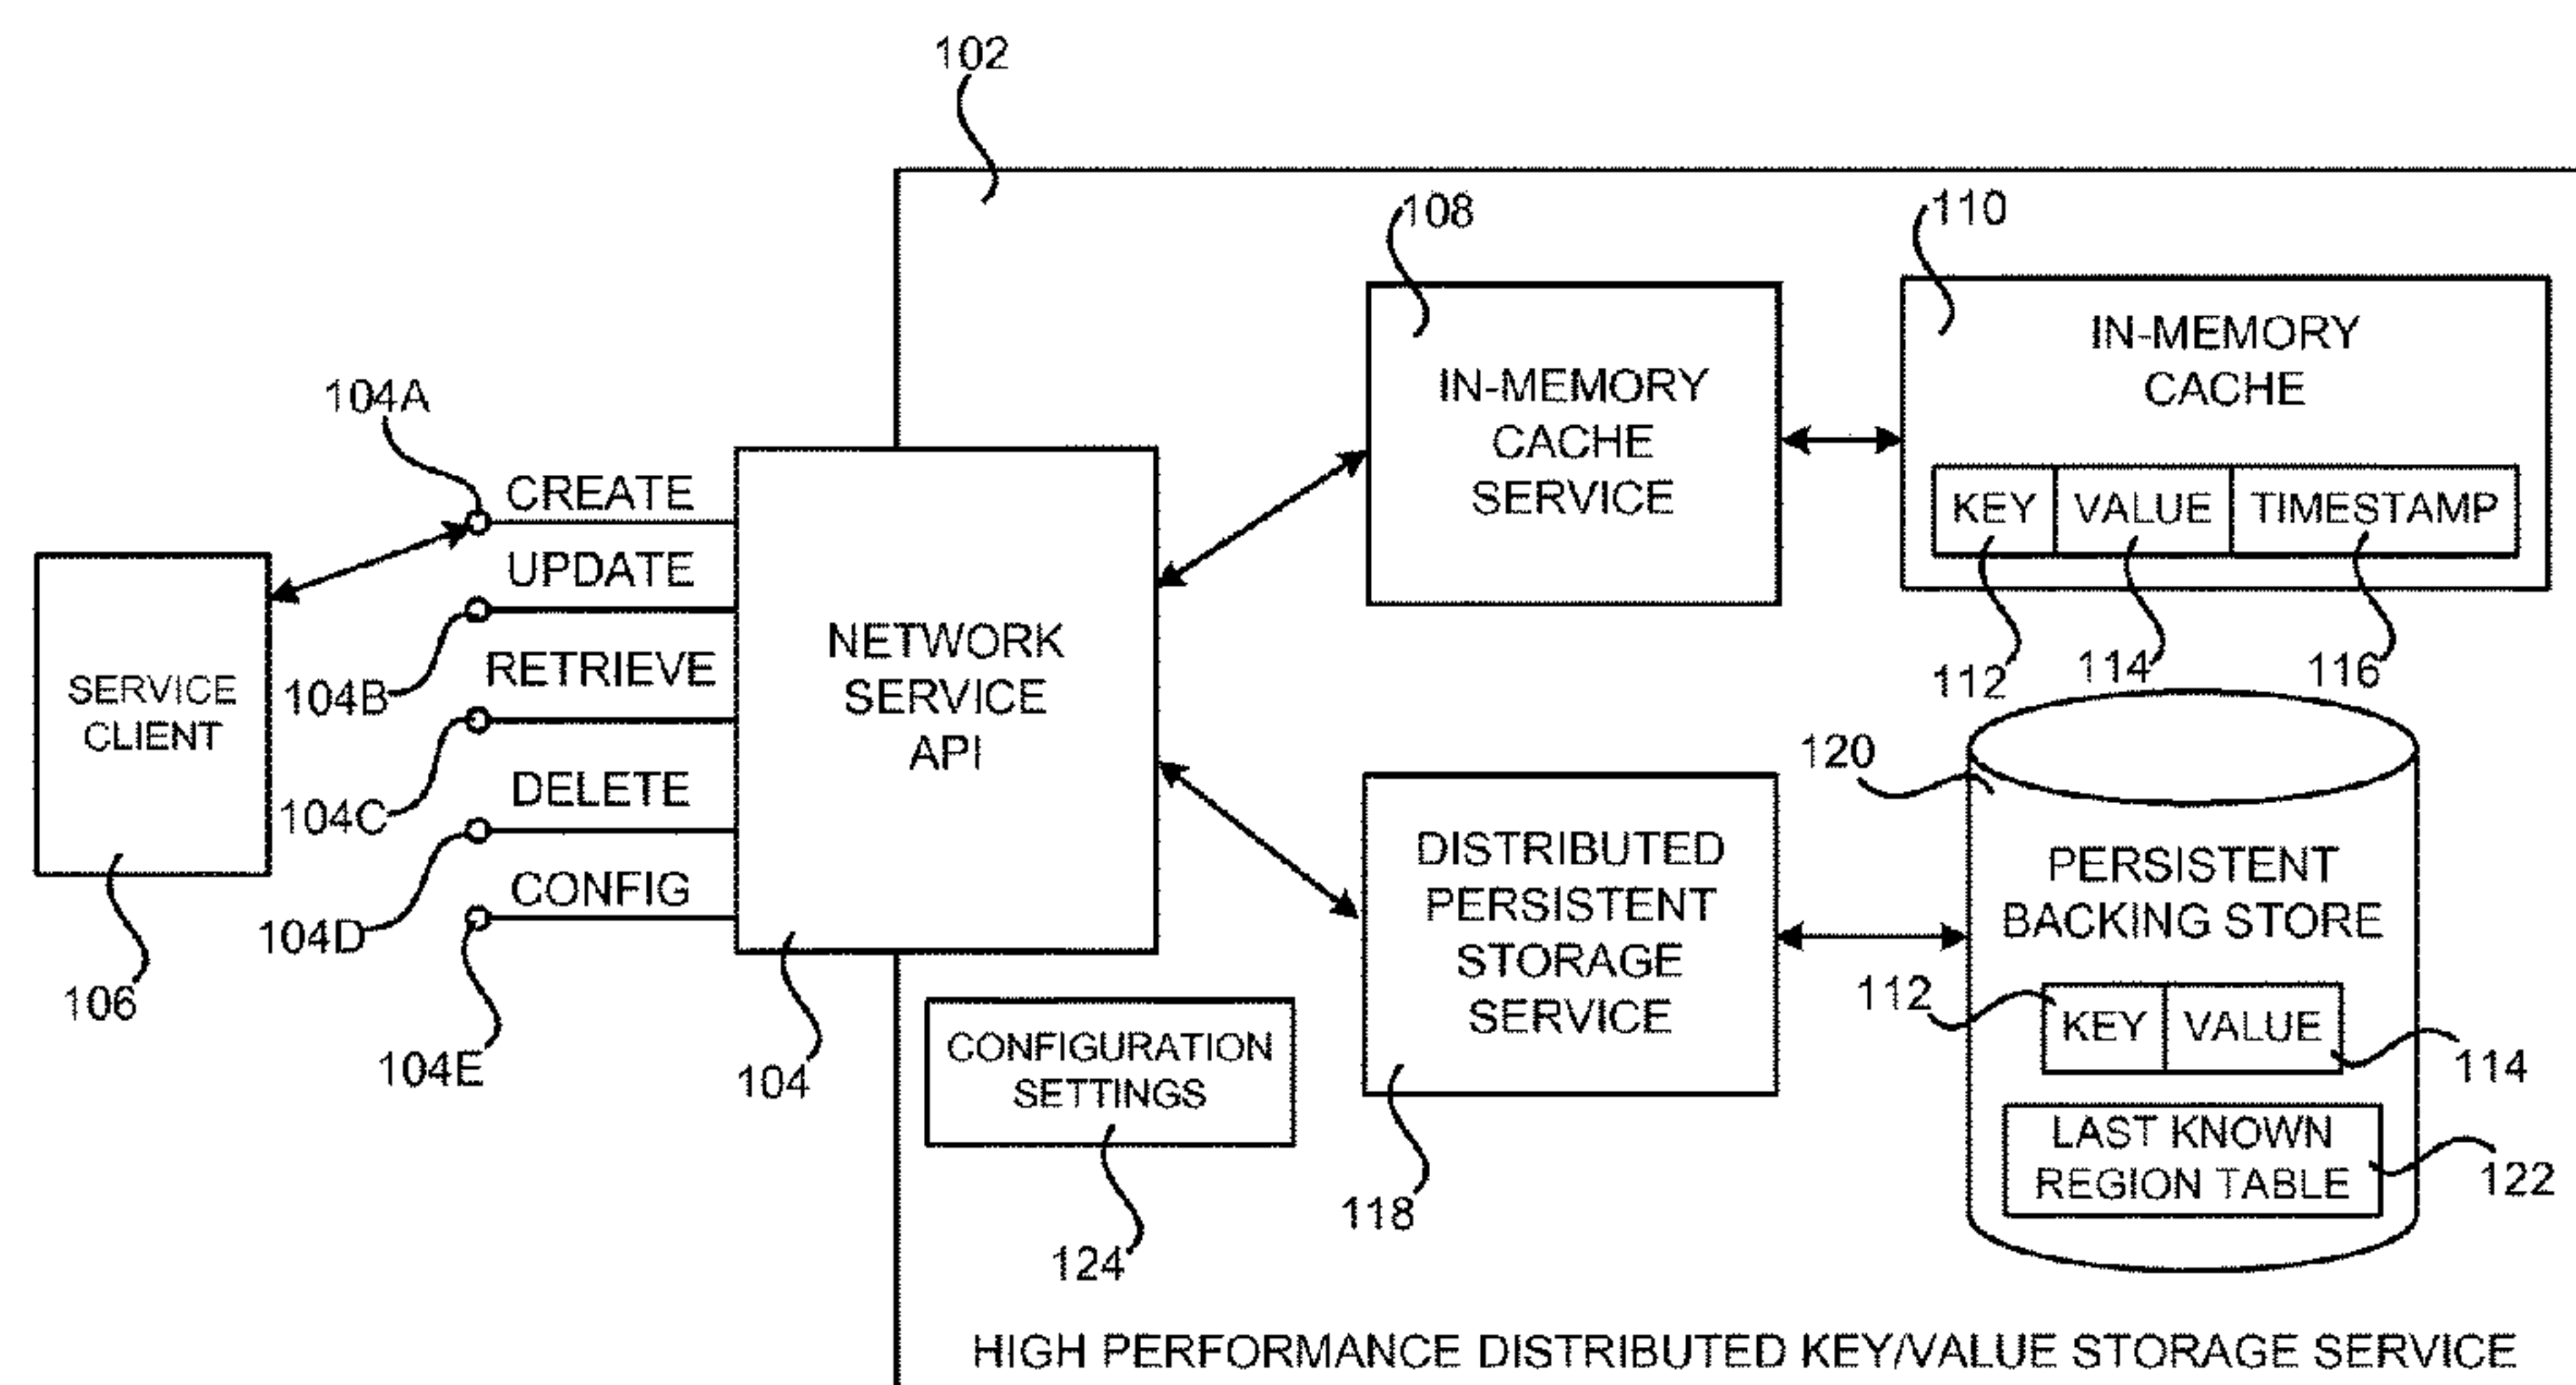 102
108
110
IN-MEMORY
CACHE
IN-MEMORY
CACHE
SERVICE
KEY VALUE TIMESTAMP
112 114 116
104A
CREATE
UPDATE
104B
RETRIEVE
104C
DELETE
104D
CONFIG
104E
SERVICE
CLIENT
106
NETWORK
SERVICE
API
104
CONFIGURATION
SETTINGS
124
DISTRIBUTED
PERSISTENT
STORAGE
SERVICE
118
120
PERSISTENT
BACKING STORE
112
KEY VALUE
114
LAST KNOWN
REGION TABLE
122
HIGH PERFORMANCE DISTRIBUTED KEY/VALUE STORAGE SERVICE